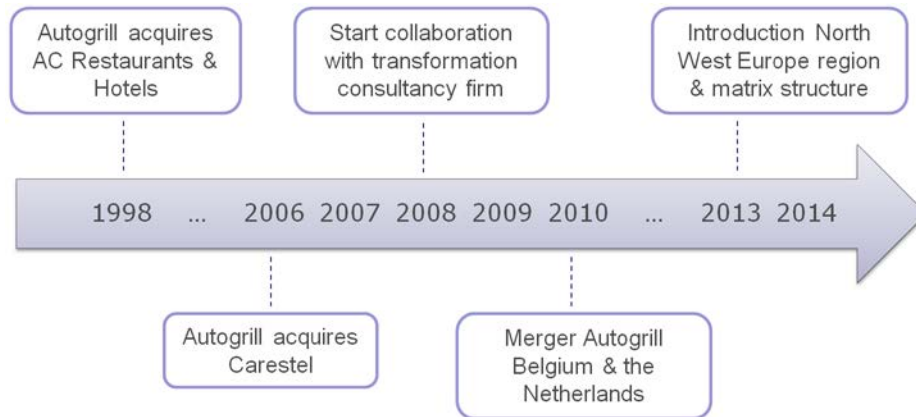 Autogrill acquires
AC Restaurants &
Hotels
Start collaboration
with transformation
consultancy firm
Introduction North
West Europe region
& matrix structure
1998 ... 2006 2007 2008 2009 2010 ... 2013 2014
Autogrill acquires
Carestel
Merger Autogrill
Belgium & the
Netherlands